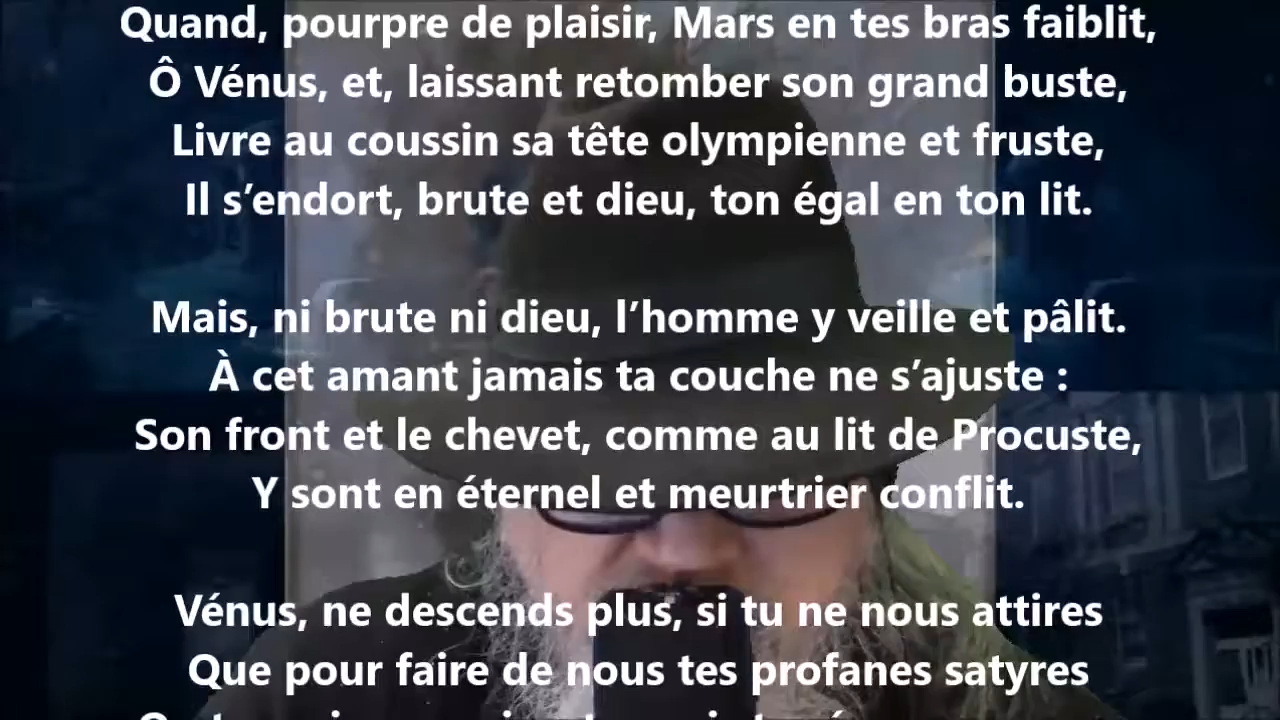 Quand, pourpre de plaisir, Mars en tes bras faiblit,
Ô Vénus, et, laissant retomber son grand buste,
Livre au coussin sa tête olympienne et fruste,
Il s’endort, brute et dieu, ton égal en ton lit.
Mais, ni brute ni dieu, l’homme y veille et pâlit.
À cet amant jamais ta couche ne s’ajuste :
Son front et le chevet, comme au lit de Procuste,
Y sont en éternel et meurtrier conflit.
Vénus, ne descends plus, si tu ne nous attires
Que pour faire de nous tes profanes satyres